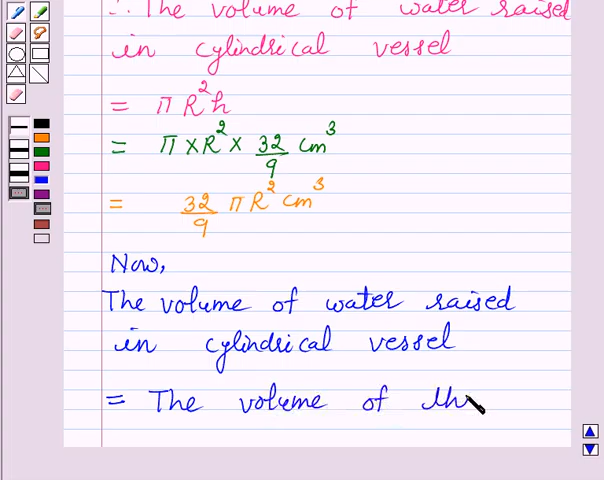 ∴ The volume of water raised
in cylindrical vessel
= πR²h
= π×R²× 32/9 cm³
= 32/9 πR² cm³
Now,
The volume of water raised
in cylindrical vessel
= The volume of